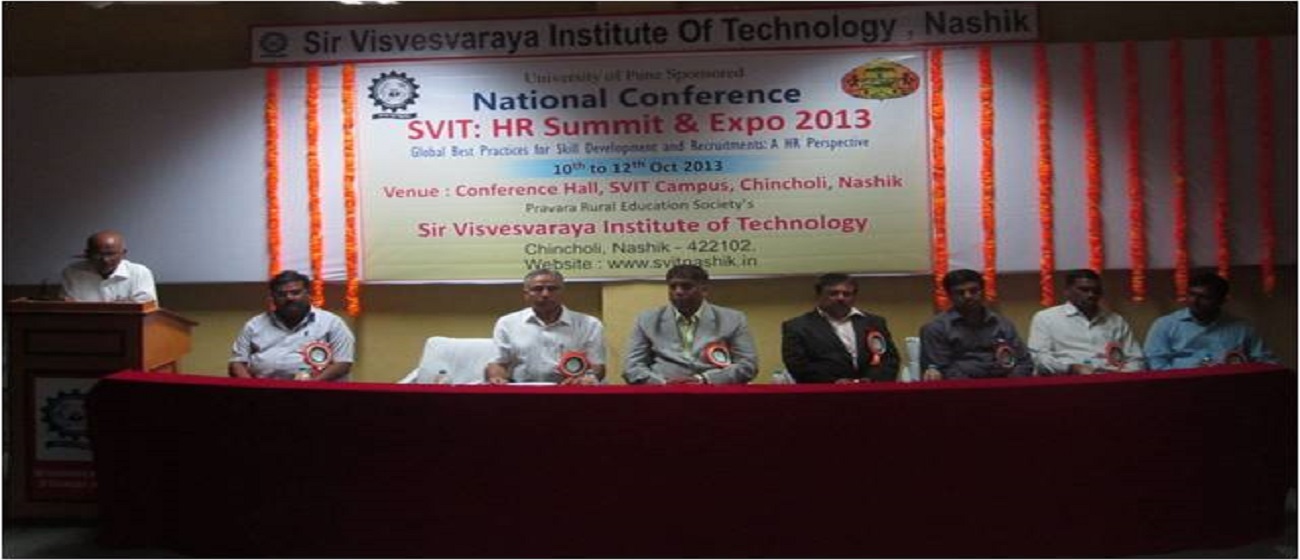 Sir Visvesvaraya Institute Of Technology , Nashik
University of Pune Sponsored
National Conference
SVIT: HR Summit & Expo 2013
Global Best Practices for Skill Development and Recruitments: A HR Perspective
10th to 12th Oct 2013
Venue : Conference Hall, SVIT Campus, Chincholi, Nashik
Pravara Rural Education Society's
Sir Visvesvaraya Institute of Technology
Chincholi, Nashik - 422102.
Website : www.svitnashik.in